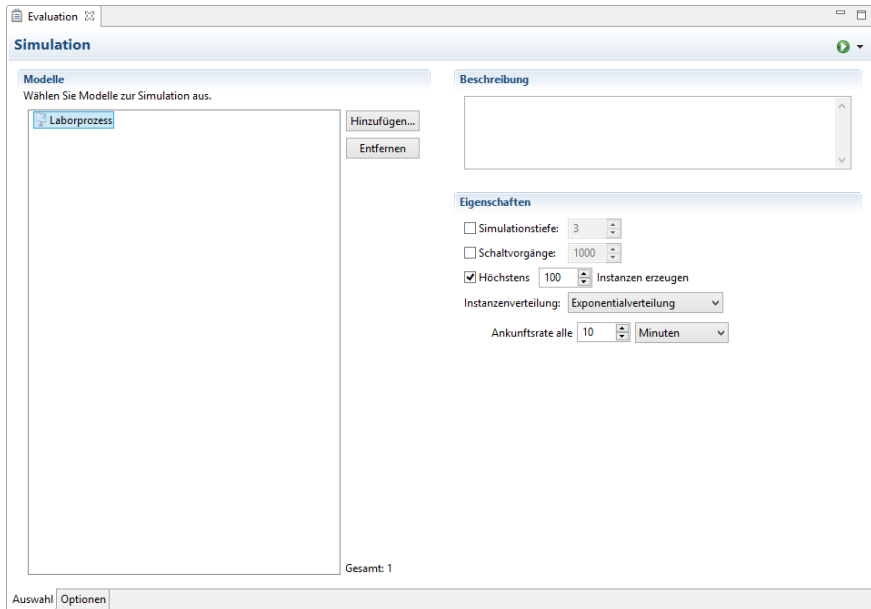 Evaluation
Simulation
Modelle
Wählen Sie Modelle zur Simulation aus.
Laborprozess
Hinzufügen...
Entfernen
Gesamt: 1
Beschreibung
Eigenschaften
Simulationstiefe: 3
Schaltvorgänge: 1000
Höchstens 100 Instanzen erzeugen
Instanzenverteilung: Exponentialverteilung
Ankunftsrate alle 10 Minuten
Auswahl Optionen